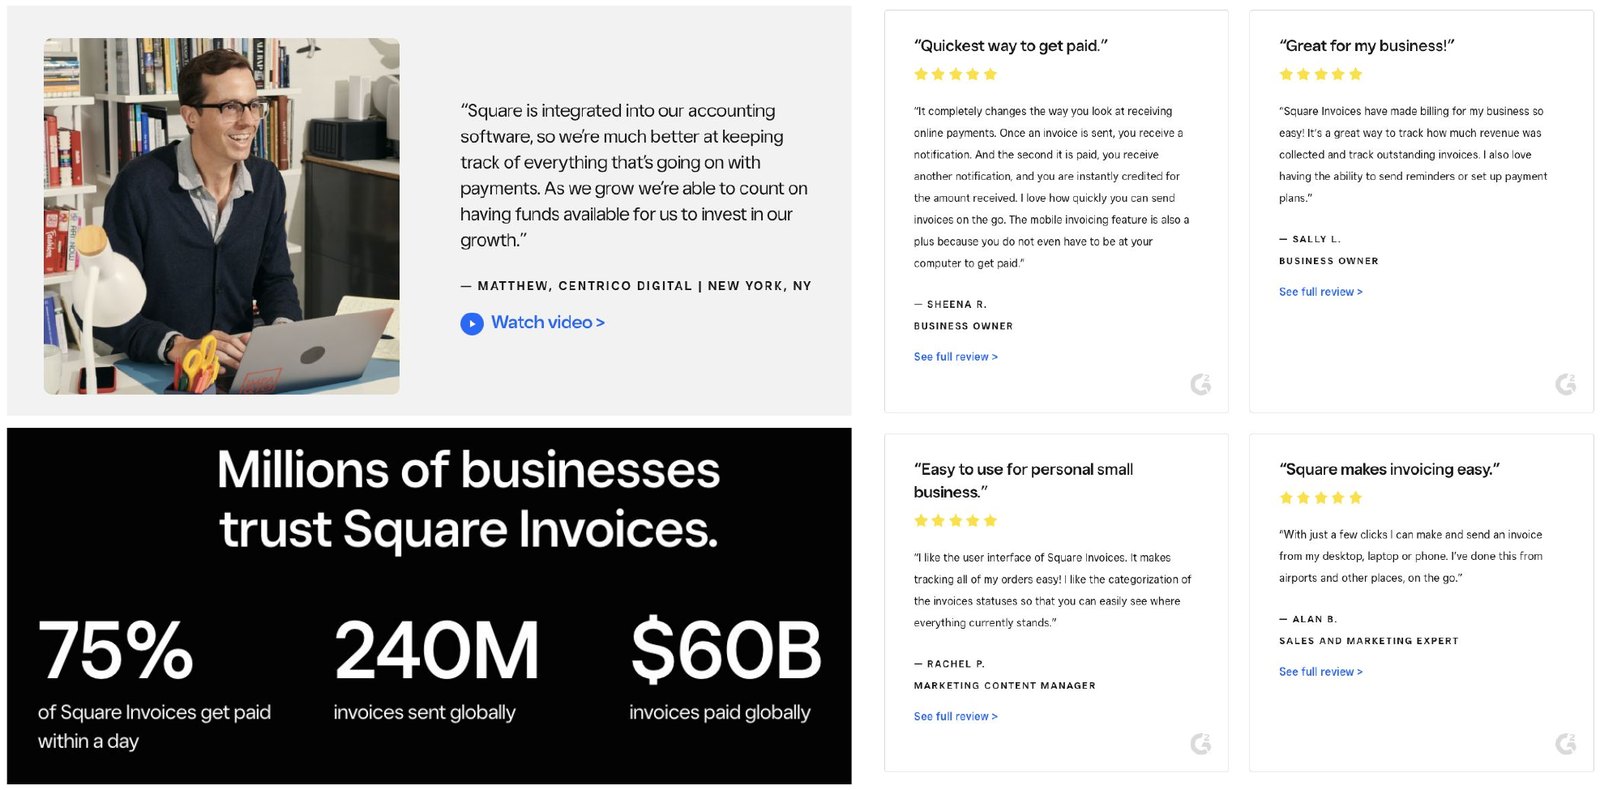 “Square is integrated into our accounting
software, so we’re much better at keeping
track of everything that’s going on with
payments. As we grow we’re able to count on
having funds available for us to invest in our
growth.”
— MATTHEW, CENTRICO DIGITAL | NEW YORK, NY
Watch video >
Millions of businesses
trust Square Invoices.
75%
of Square Invoices get paid
within a day
240M
invoices sent globally
$60B
invoices paid globally
“Quickest way to get paid.”
“It completely changes the way you look at receiving
online payments. Once an invoice is sent, you receive a
notification. And the second it is paid, you receive
another notification, and you are instantly credited for
the amount received. I love how quickly you can send
invoices on the go. The mobile invoicing feature is also a
plus because you do not even have to be at your
computer to get paid.”
— SHEENA R.
BUSINESS OWNER
See full review >
G2
“Great for my business!”
“Square Invoices have made billing for my business so
easy! It’s a great way to track how much revenue was
collected and track outstanding invoices. I also love
having the ability to send reminders or set up payment
plans.”
— SALLY L.
BUSINESS OWNER
See full review >
G2
“Easy to use for personal small
business.”
“I like the user interface of Square Invoices. It makes
tracking all of my orders easy! I like the categorization of
the invoices statuses so that you can easily see where
everything currently stands.”
— RACHEL P.
MARKETING CONTENT MANAGER
See full review >
G2
“Square makes invoicing easy.”
“With just a few clicks I can make and send an invoice
from my desktop, laptop or phone. I’ve done this from
airports and other places, on the go.”
— ALAN B.
SALES AND MARKETING EXPERT
See full review >
G2